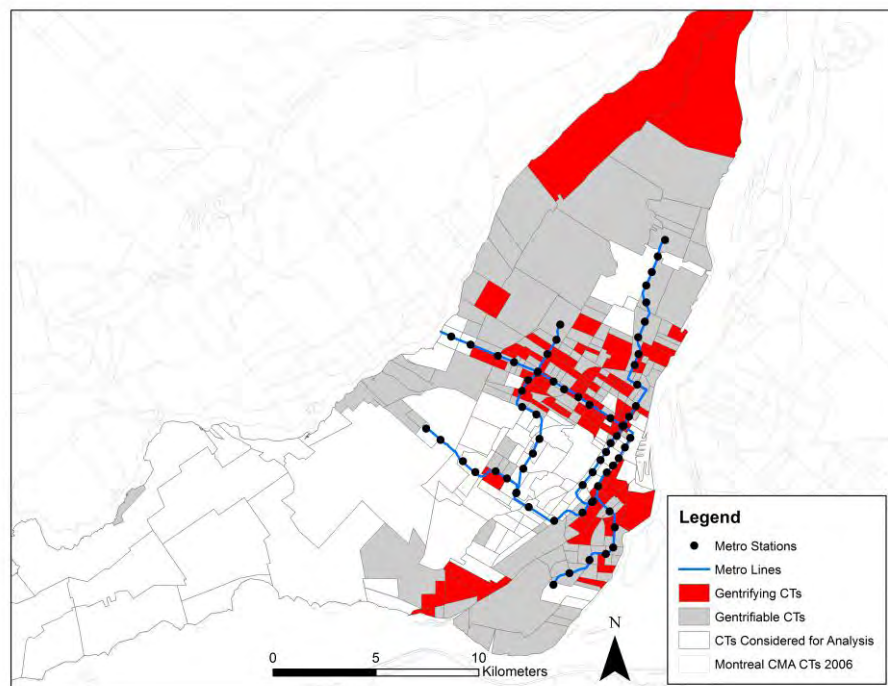 Legend
Metro Stations
Metro Lines
Gentrifying CTs
Gentrifiable CTs
CTs Considered for Analysis
Montreal CMA CTs 2006
N
0 5 10
Kilometers